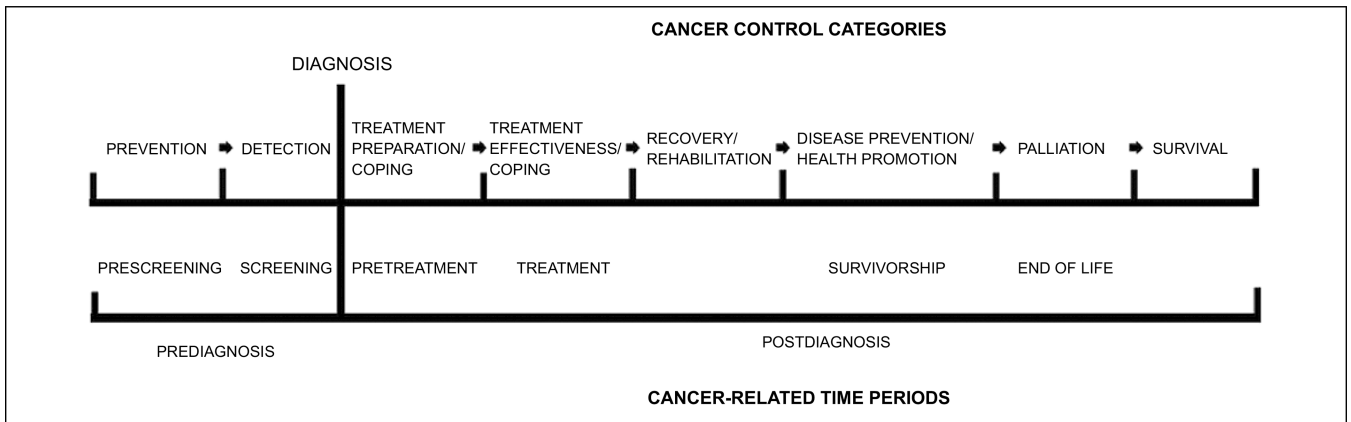 CANCER CONTROL CATEGORIES
DIAGNOSIS
PREVENTION
DETECTION
TREATMENT
PREPARATION/
COPING
TREATMENT
EFFECTIVENESS/
COPING
RECOVERY/
REHABILITATION
DISEASE PREVENTION/
HEALTH PROMOTION
PALLIATION
SURVIVAL
PRESCREENING
SCREENING
PRETREATMENT
TREATMENT
SURVIVORSHIP
END OF LIFE
PREDIAGNOSIS
POSTDIAGNOSIS
CANCER-RELATED TIME PERIODS